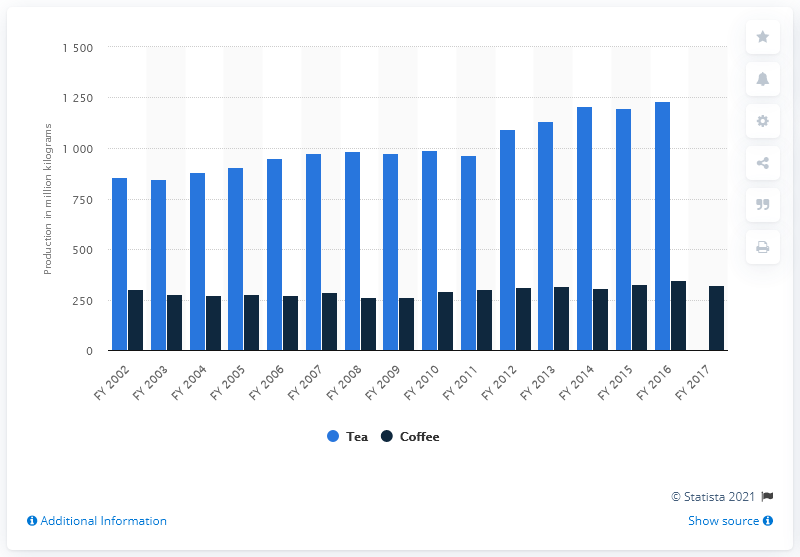 1 500
1 250
1 000
750
500
250
0
Production in million kilograms
FY 2002
FY 2003
FY 2004
FY 2005
FY 2006
FY 2007
FY 2008
FY 2009
FY 2010
FY 2011
FY 2012
FY 2013
FY 2014
FY 2015
FY 2016
FY 2017
Tea Coffee
© Statista 2021
Additional Information Show source